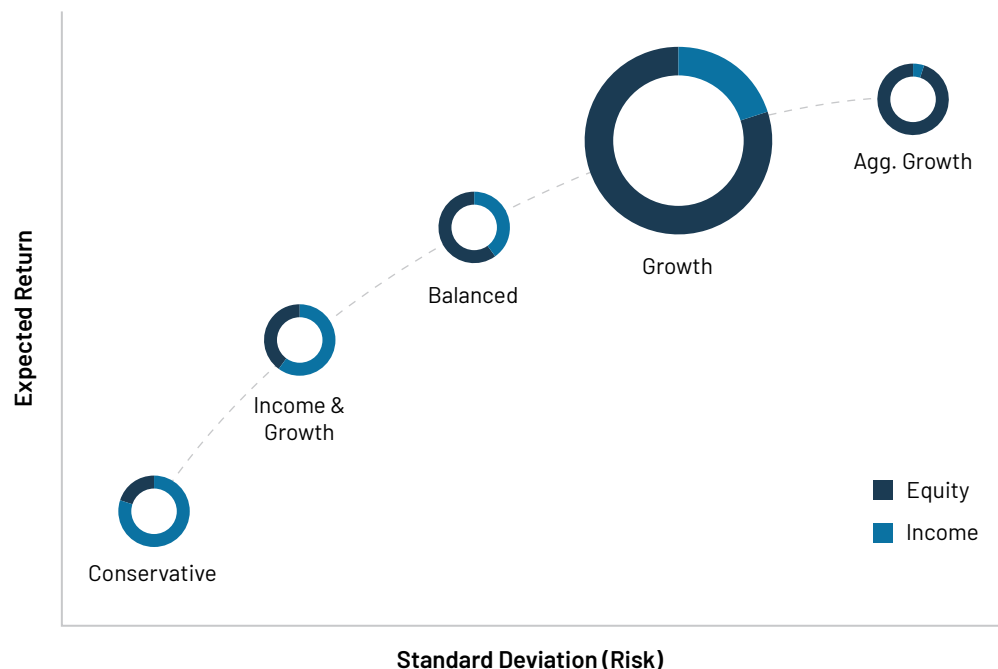 Expected Return
Agg. Growth
Growth
Balanced
Income &
Growth
Conservative
Equity
Income
Standard Deviation (Risk)